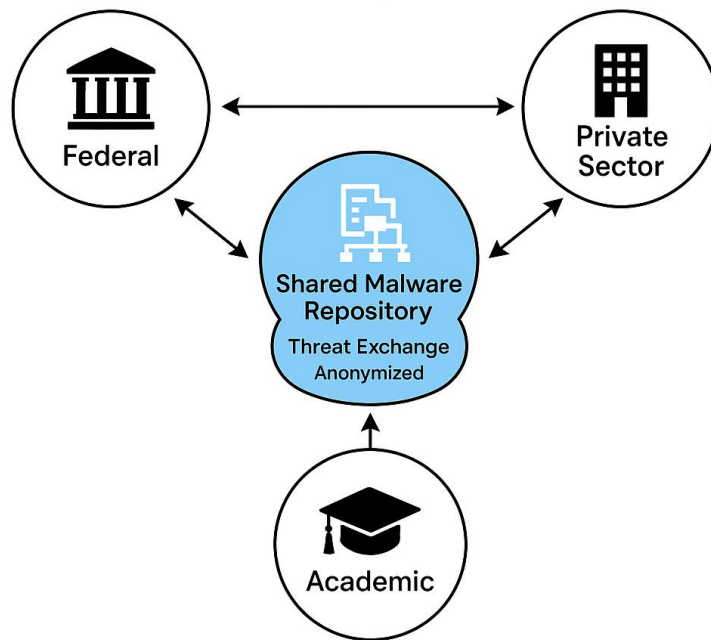 Federal
Private
Sector
Shared Malware
Repository
Threat Exchange
Anonymized
Academic